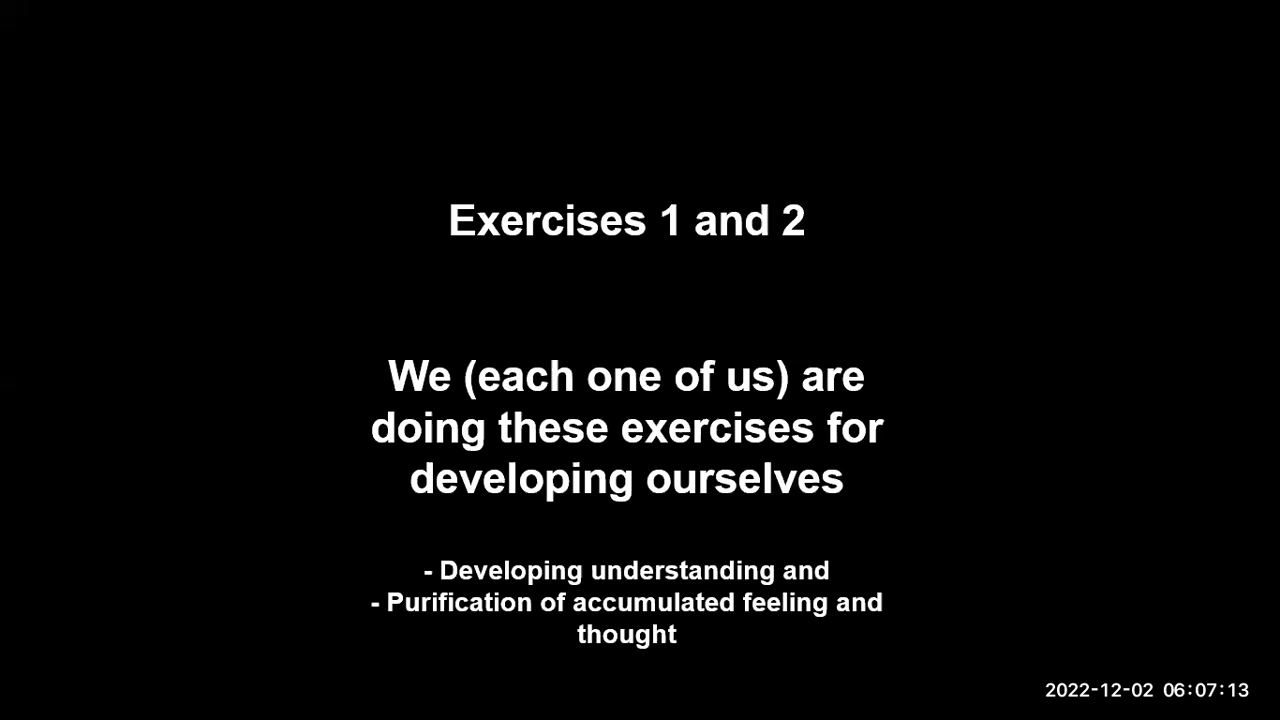 Exercises 1 and 2
We (each one of us) are
doing these exercises for
developing ourselves
- Developing understanding and
- Purification of accumulated feeling and
thought
2022-12-02 06:07:13